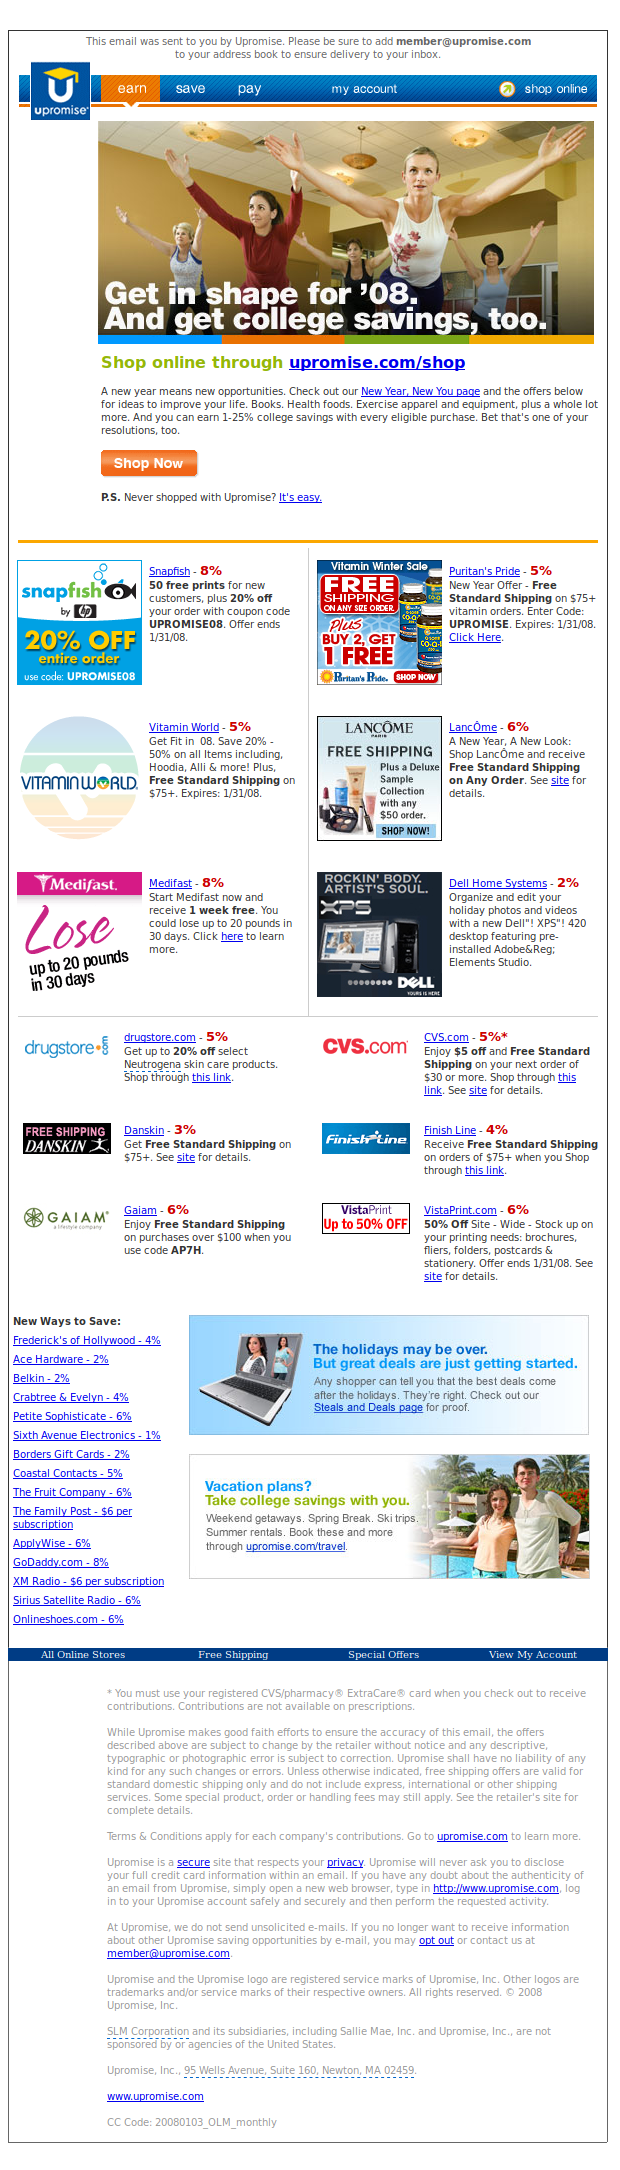 This email was sent to you by Upromise. Please be sure to add member@upromise.com
to your address book to ensure delivery to your inbox.
upromise®
earn
save
pay
my account
shop online
Get in shape for '08.
And get college savings, too.
Shop online through upromise.com/shop
A new year means new opportunities. Check out our New Year, New You page and the offers below
for ideas to improve your life. Books. Health foods. Exercise apparel and equipment, plus a whole lot
more. And you can earn 1-25% college savings with every eligible purchase. Bet that's one of your
resolutions, too.
Shop Now
P.S. Never shopped with Upromise? It's easy.
snapfish
by hp
20% OFF
entire order
use code: UPROMISE08
Snapfish - 8%
50 free prints for new
customers, plus 20% off
your order with coupon code
UPROMISE08. Offer ends
1/31/08.
Vitamin Winter Sale
FREE
SHIPPING
ON ANY SIZE ORDER
Plus
BUY 2, GET
1 FREE
Puritan's Pride.
SHOP NOW
Puritan's Pride - 5%
New Year Offer - Free
Standard Shipping on $75+
vitamin orders. Enter Code:
UPROMISE. Expires: 1/31/08.
Click Here.
VITAMIN WORLD
Vitamin World - 5%
Get Fit in  08. Save 20% -
50% on all Items including,
Hoodia, Alli & more! Plus,
Free Standard Shipping on
$75+. Expires: 1/31/08.
LANCÔME
PARIS
FREE SHIPPING
Plus a Deluxe
Sample
Collection
with any
$50 order.
SHOP NOW!
LancÔme - 6%
A New Year, A New Look:
Shop LancÔme and receive
Free Standard Shipping
on Any Order. See site for
details.
Medifast.
Lose
up to 20 pounds
in 30 days
Medifast - 8%
Start Medifast now and
receive 1 week free. You
could lose up to 20 pounds in
30 days. Click here to learn
more.
ROCKIN' BODY.
ARTIST'S SOUL.
XPS
DELL
YOURS IS HERE
Dell Home Systems - 2%
Organize and edit your
holiday photos and videos
with a new Dell"! XPS"! 420
desktop featuring pre-
installed Adobe&Reg;
Elements Studio.
drugstore.com
drugstore.com - 5%
Get up to 20% off select
Neutrogena skin care products.
Shop through this link.
CVS.com
CVS.com - 5%*
Enjoy $5 off and Free Standard
Shipping on your next order of
$30 or more. Shop through this
link. See site for details.
FREE SHIPPING
DANSKIN
Danskin - 3%
Get Free Standard Shipping on
$75+. See site for details.
Finish Line
Finish Line - 4%
Receive Free Standard Shipping
on orders of $75+ when you Shop
through this link.
GAIAM
a lifestyle company
Gaiam - 6%
Enjoy Free Standard Shipping
on purchases over $100 when you
use code AP7H.
VistaPrint
Up to 50% OFF
VistaPrint.com - 6%
50% Off Site - Wide - Stock up on
your printing needs: brochures,
fliers, folders, postcards &
stationery. Offer ends 1/31/08. See
site for details.
New Ways to Save:
Frederick's of Hollywood - 4%
Ace Hardware - 2%
Belkin - 2%
Crabtree & Evelyn - 4%
Petite Sophisticate - 6%
Sixth Avenue Electronics - 1%
Borders Gift Cards - 2%
Coastal Contacts - 5%
The Fruit Company - 6%
The Family Post - $6 per
subscription
ApplyWise - 6%
GoDaddy.com - 8%
XM Radio - $6 per subscription
Sirius Satellite Radio - 6%
Onlineshoes.com - 6%
The holidays may be over.
But great deals are just getting started.
Any shopper can tell you that the best deals come
after the holidays. They're right. Check out our
Steals and Deals page for proof.
Vacation plans?
Take college savings with you.
Weekend getaways. Spring Break. Ski trips.
Summer rentals. Book these and more
through upromise.com/travel.
All Online Stores
Free Shipping
Special Offers
View My Account
* You must use your registered CVS/pharmacy® ExtraCare® card when you check out to receive
contributions. Contributions are not available on prescriptions.
While Upromise makes good faith efforts to ensure the accuracy of this email, the offers
described above are subject to change by the retailer without notice and any descriptive,
typographic or photographic error is subject to correction. Upromise shall have no liability of any
kind for any such changes or errors. Unless otherwise indicated, free shipping offers are valid for
standard domestic shipping only and do not include express, international or other shipping
services. Some special product, order or handling fees may still apply. See the retailer's site for
complete details.
Terms & Conditions apply for each company's contributions. Go to upromise.com to learn more.
Upromise is a secure site that respects your privacy. Upromise will never ask you to disclose
your full credit card information within an email. If you have any doubt about the authenticity of
an email from Upromise, simply open a new web browser, type in http://www.upromise.com, log
in to your Upromise account safely and securely and then perform the requested activity.
At Upromise, we do not send unsolicited e-mails. If you no longer want to receive information
about other Upromise saving opportunities by e-mail, you may opt out or contact us at
member@upromise.com.
Upromise and the Upromise logo are registered service marks of Upromise, Inc. Other logos are
trademarks and/or service marks of their respective owners. All rights reserved. © 2008
Upromise, Inc.
SLM Corporation and its subsidiaries, including Sallie Mae, Inc. and Upromise, Inc., are not
sponsored by or agencies of the United States.
Upromise, Inc., 95 Wells Avenue, Suite 160, Newton, MA 02459.
www.upromise.com
CC Code: 20080103_OLM_monthly